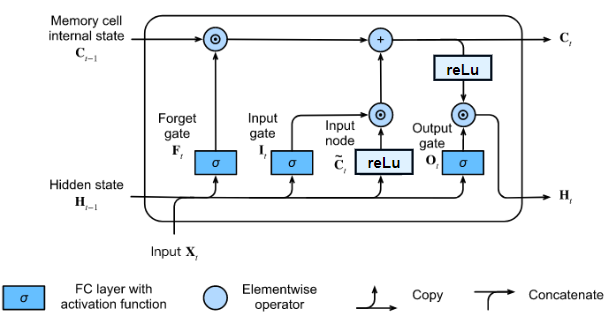 Memory cell
internal state
C_{t−1}
C_t
+
reLu
Forget
gate
F_t
Input
gate
I_t
Input
node
C̃_t
Output
gate
O_t
σ
σ
reLu
σ
Hidden state
H_{t−1}
H_t
Input X_t
σ
FC layer with
activation function
Elementwise
operator
Copy
Concatenate